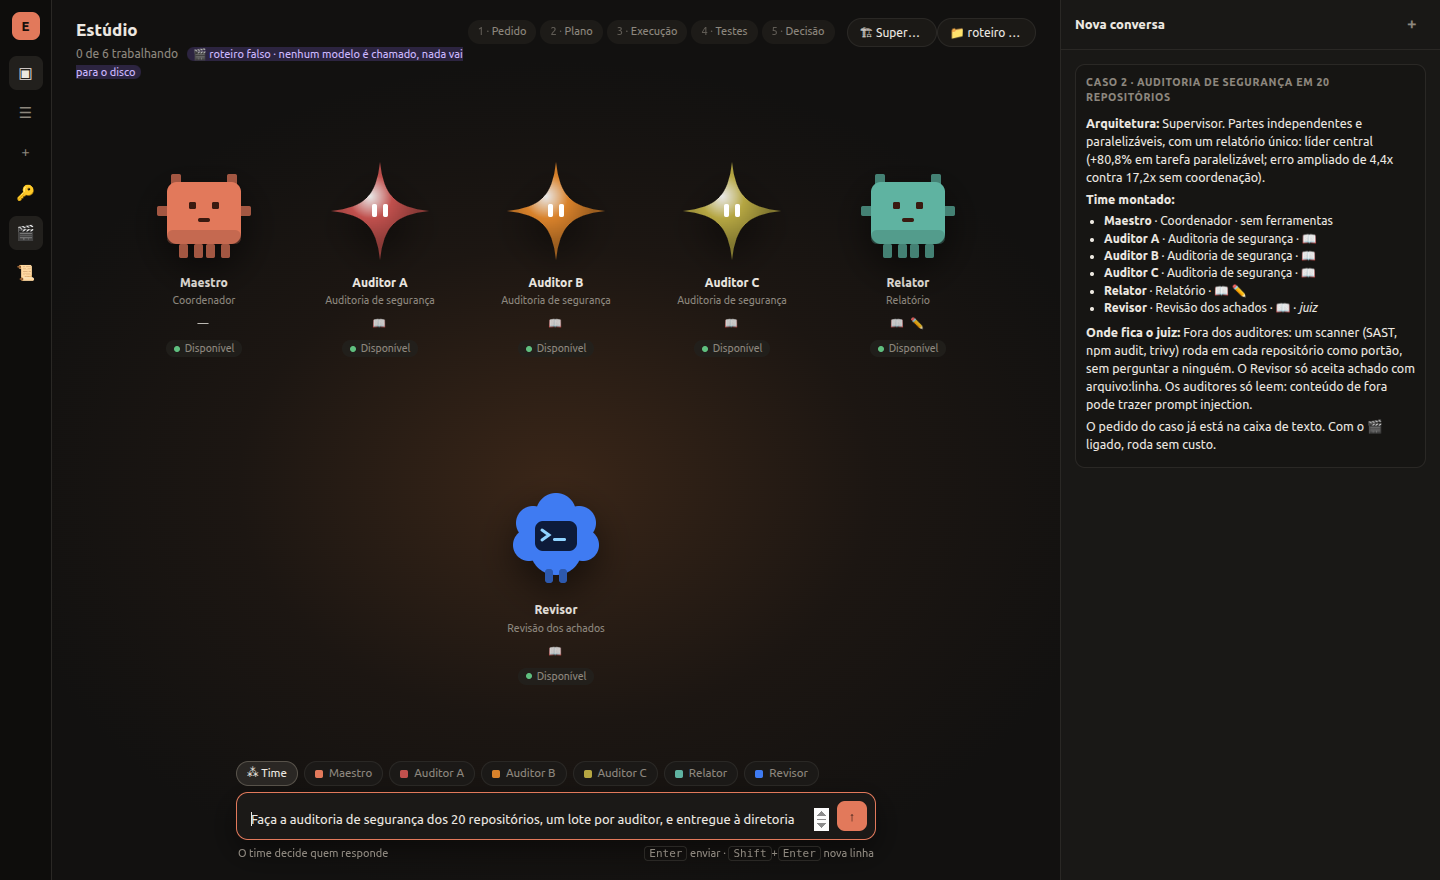 E
Estúdio
0 de 6 trabalhando 🎬 roteiro falso · nenhum modelo é chamado, nada vai
para o disco
1 · Pedido
2 · Plano
3 · Execução
4 · Testes
5 · Decisão
🏗 Super…
📁 roteiro …
Maestro
Coordenador
—
Disponível
Auditor A
Auditoria de segurança
Disponível
Auditor B
Auditoria de segurança
Disponível
Auditor C
Auditoria de segurança
Disponível
Relator
Relatório
Disponível
>_
Revisor
Revisão dos achados
Disponível
Time
Maestro
Auditor A
Auditor B
Auditor C
Relator
Revisor
Faça a auditoria de segurança dos 20 repositórios, um lote por auditor, e entregue à diretoria
↑
O time decide quem responde
Enter enviar · Shift+Enter nova linha
Nova conversa
+
CASO 2 · AUDITORIA DE SEGURANÇA EM 20
REPOSITÓRIOS
Arquitetura: Supervisor. Partes independentes e
paralelizáveis, com um relatório único: líder central
(+80,8% em tarefa paralelizável; erro ampliado de 4,4x
contra 17,2x sem coordenação).
Time montado:
• Maestro · Coordenador · sem ferramentas
• Auditor A · Auditoria de segurança · 📖
• Auditor B · Auditoria de segurança · 📖
• Auditor C · Auditoria de segurança · 📖
• Relator · Relatório · 📖 ✏️
• Revisor · Revisão dos achados · 📖 · juiz
Onde fica o juiz: Fora dos auditores: um scanner (SAST,
npm audit, trivy) roda em cada repositório como portão,
sem perguntar a ninguém. O Revisor só aceita achado com
arquivo:linha. Os auditores só leem: conteúdo de fora
pode trazer prompt injection.
O pedido do caso já está na caixa de texto. Com o 🎬
ligado, roda sem custo.